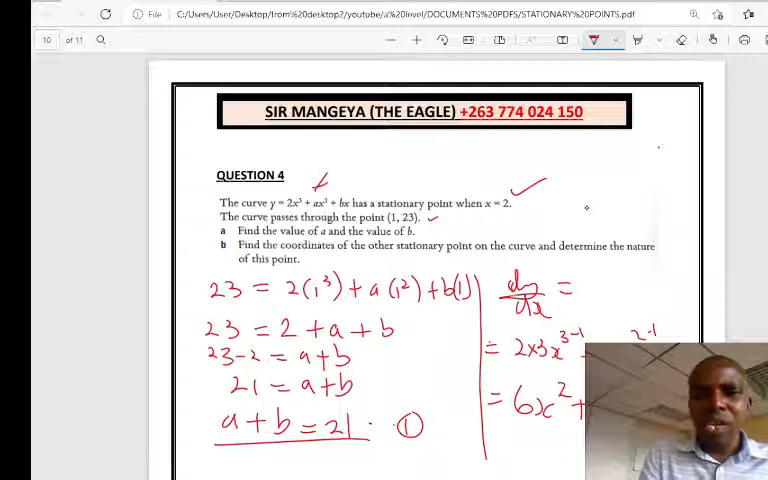 File C:/Users/User/Desktop/from%20desktop2/youtube/a%20level/DOCUMENTS%20PDFS/STATIONARY%20POINTS.pdf
10 of 11
SIR MANGEYA (THE EAGLE) +263 774 024 150
QUESTION 4
The curve y = 2x³ + ax² + bx has a stationary point when x = 2.
The curve passes through the point (1, 23).
a Find the value of a and the value of b.
b Find the coordinates of the other stationary point on the curve and determine the nature
of this point.
23 = 2(1³) + a(1²) + b(1)
23 = 2 + a + b
23-2 = a+b
21 = a+b
a + b = 21 . . ①
dy/dx =
= 2x3x³⁻¹ 2-1
= 6x² +